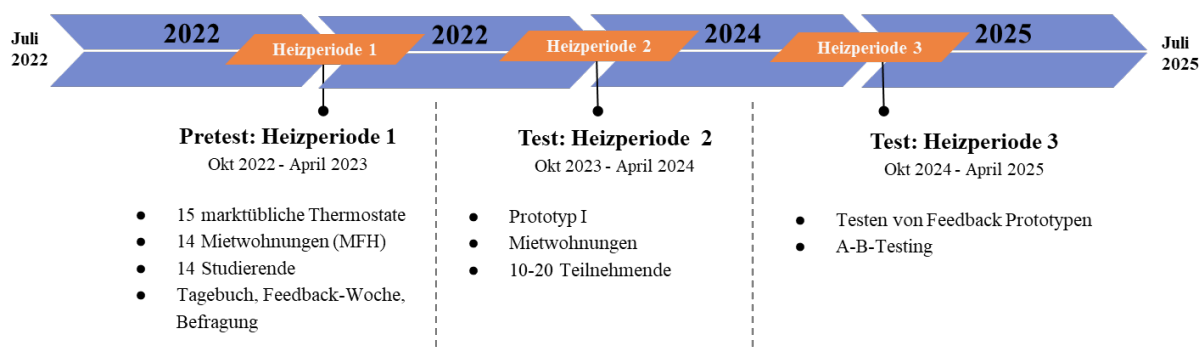 Juli
2022
2022
Heizperiode 1
2022
Heizperiode 2
2024
Heizperiode 3
2025
Juli
2025
Pretest: Heizperiode 1
Okt 2022 - April 2023
● 15 marktübliche Thermostate
● 14 Mietwohnungen (MFH)
● 14 Studierende
● Tagebuch, Feedback-Woche,
Befragung
Test: Heizperiode 2
Okt 2023 - April 2024
● Prototyp I
● Mietwohnungen
● 10-20 Teilnehmende
Test: Heizperiode 3
Okt 2024 - April 2025
● Testen von Feedback Prototypen
● A-B-Testing